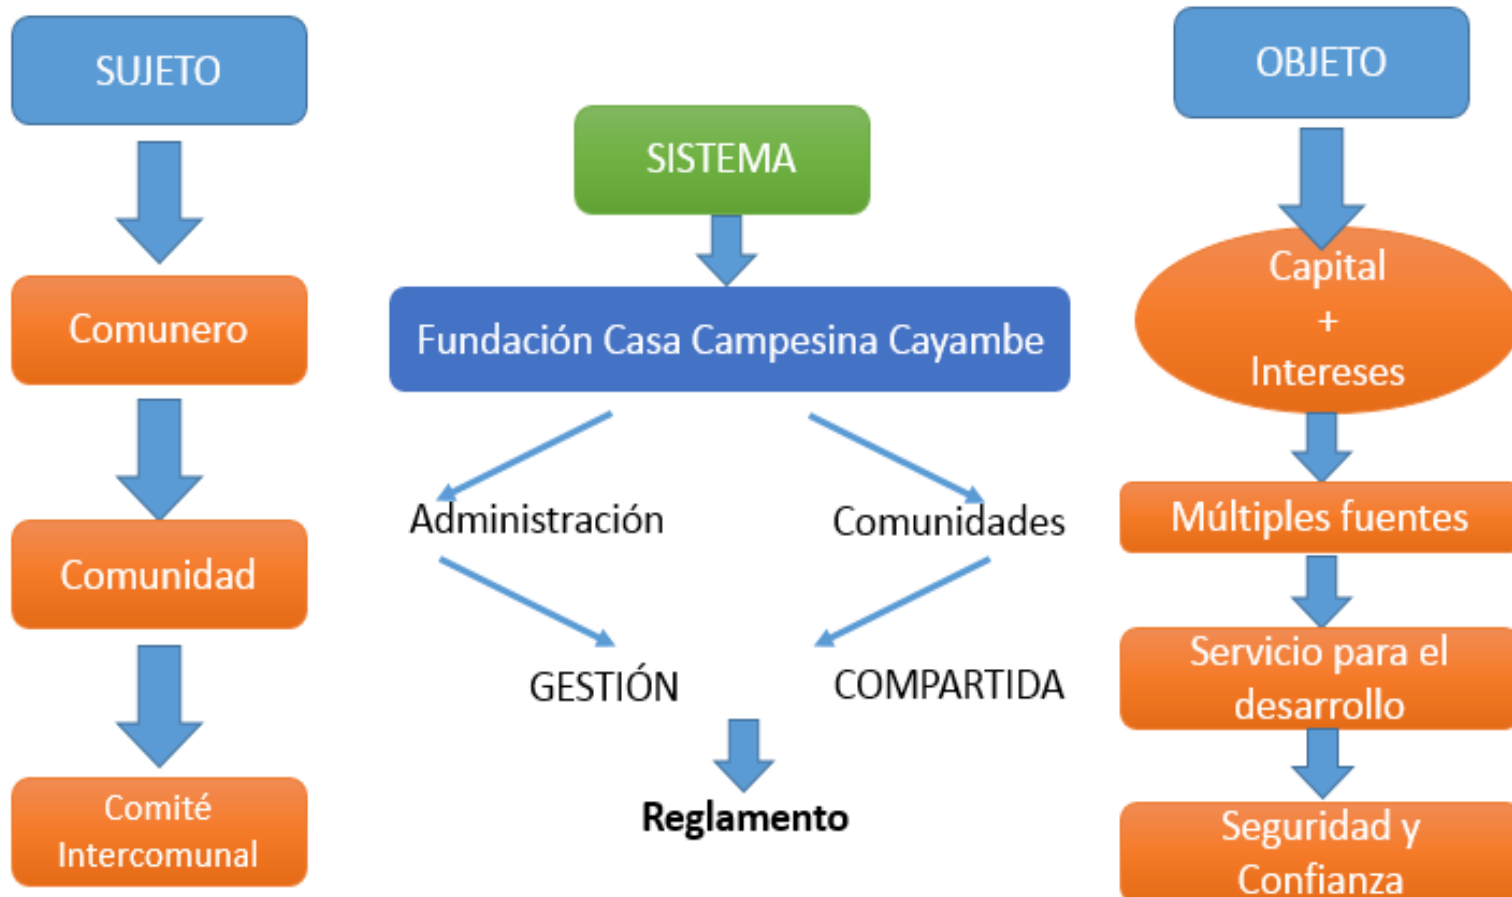 SUJETO
Comunero
Comunidad
Comité
Intercomunal
SISTEMA
Fundación Casa Campesina Cayambe
Administración
Comunidades
GESTIÓN
COMPARTIDA
Reglamento
OBJETO
Capital
+
Intereses
Múltiples fuentes
Servicio para el
desarrollo
Seguridad y
Confianza